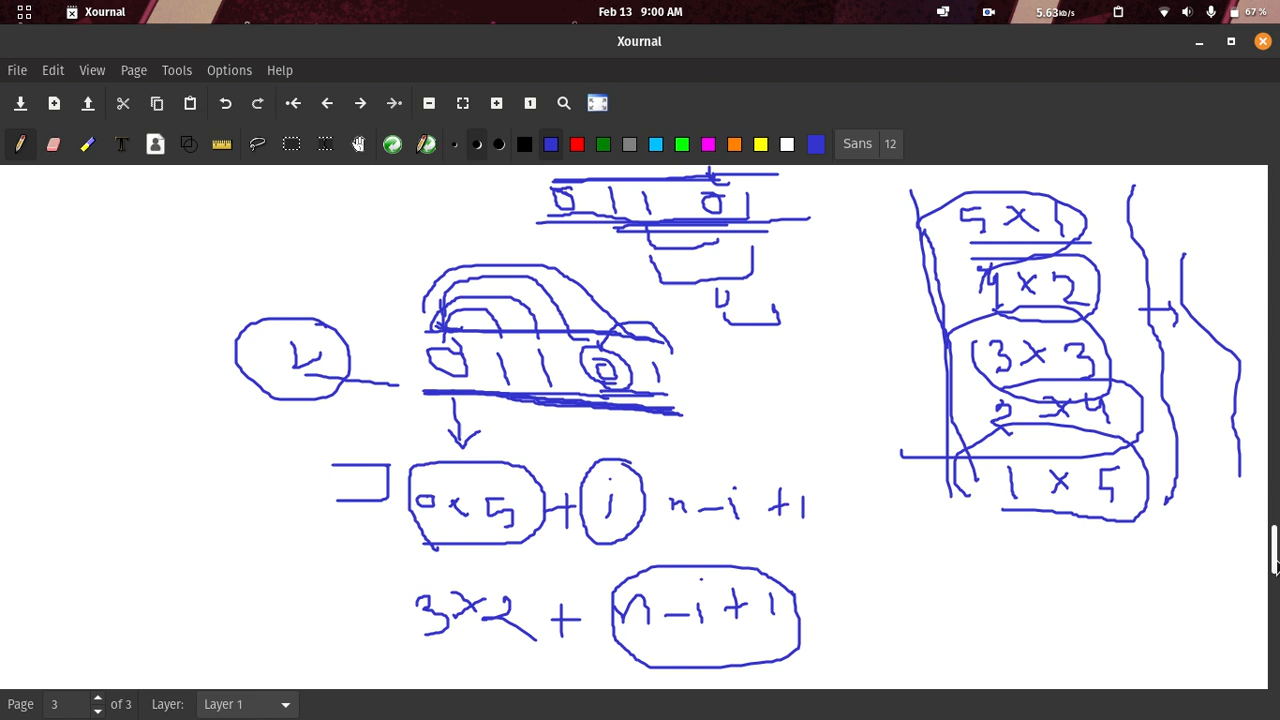 Xournal
Feb 13 9:00 AM
5.63kb/s
67 %
Xournal
File Edit View Page Tools Options Help
Sans 12
0 1 1 0 1
5 × 1
4 × 2
3 × 3
2 × 4
1 × 5
0 1 1 0 1
0 × 5 + i n - i + 1
3 × 2 + n - i + 1
Page 3 of 3 Layer: Layer 1